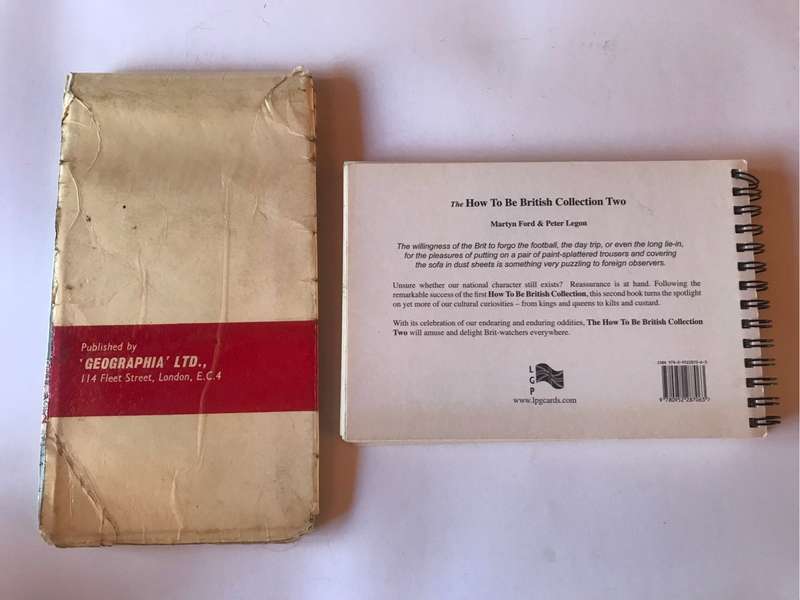 Published by
'GEOGRAPHIA' LTD.,
114 Fleet Street, London, E.C.4
The How To Be British Collection Two
Martyn Ford & Peter Legon
The willingness of the Brit to forgo the football, the day trip, or even the long lie-in,
for the pleasures of putting on a pair of paint-splattered trousers and covering
the sofa in dust sheets is something very puzzling to foreign observers.
Unsure whether our national character still exists? Reassurance is at hand. Following the
remarkable success of the first How To Be British Collection, this second book turns the spotlight
on yet more of our cultural curiosities – from kings and queens to kilts and custard.
With its celebration of our endearing and enduring oddities, The How To Be British Collection
Two will amuse and delight Brit-watchers everywhere.
L
G
P
www.lpgcards.com
ISBN